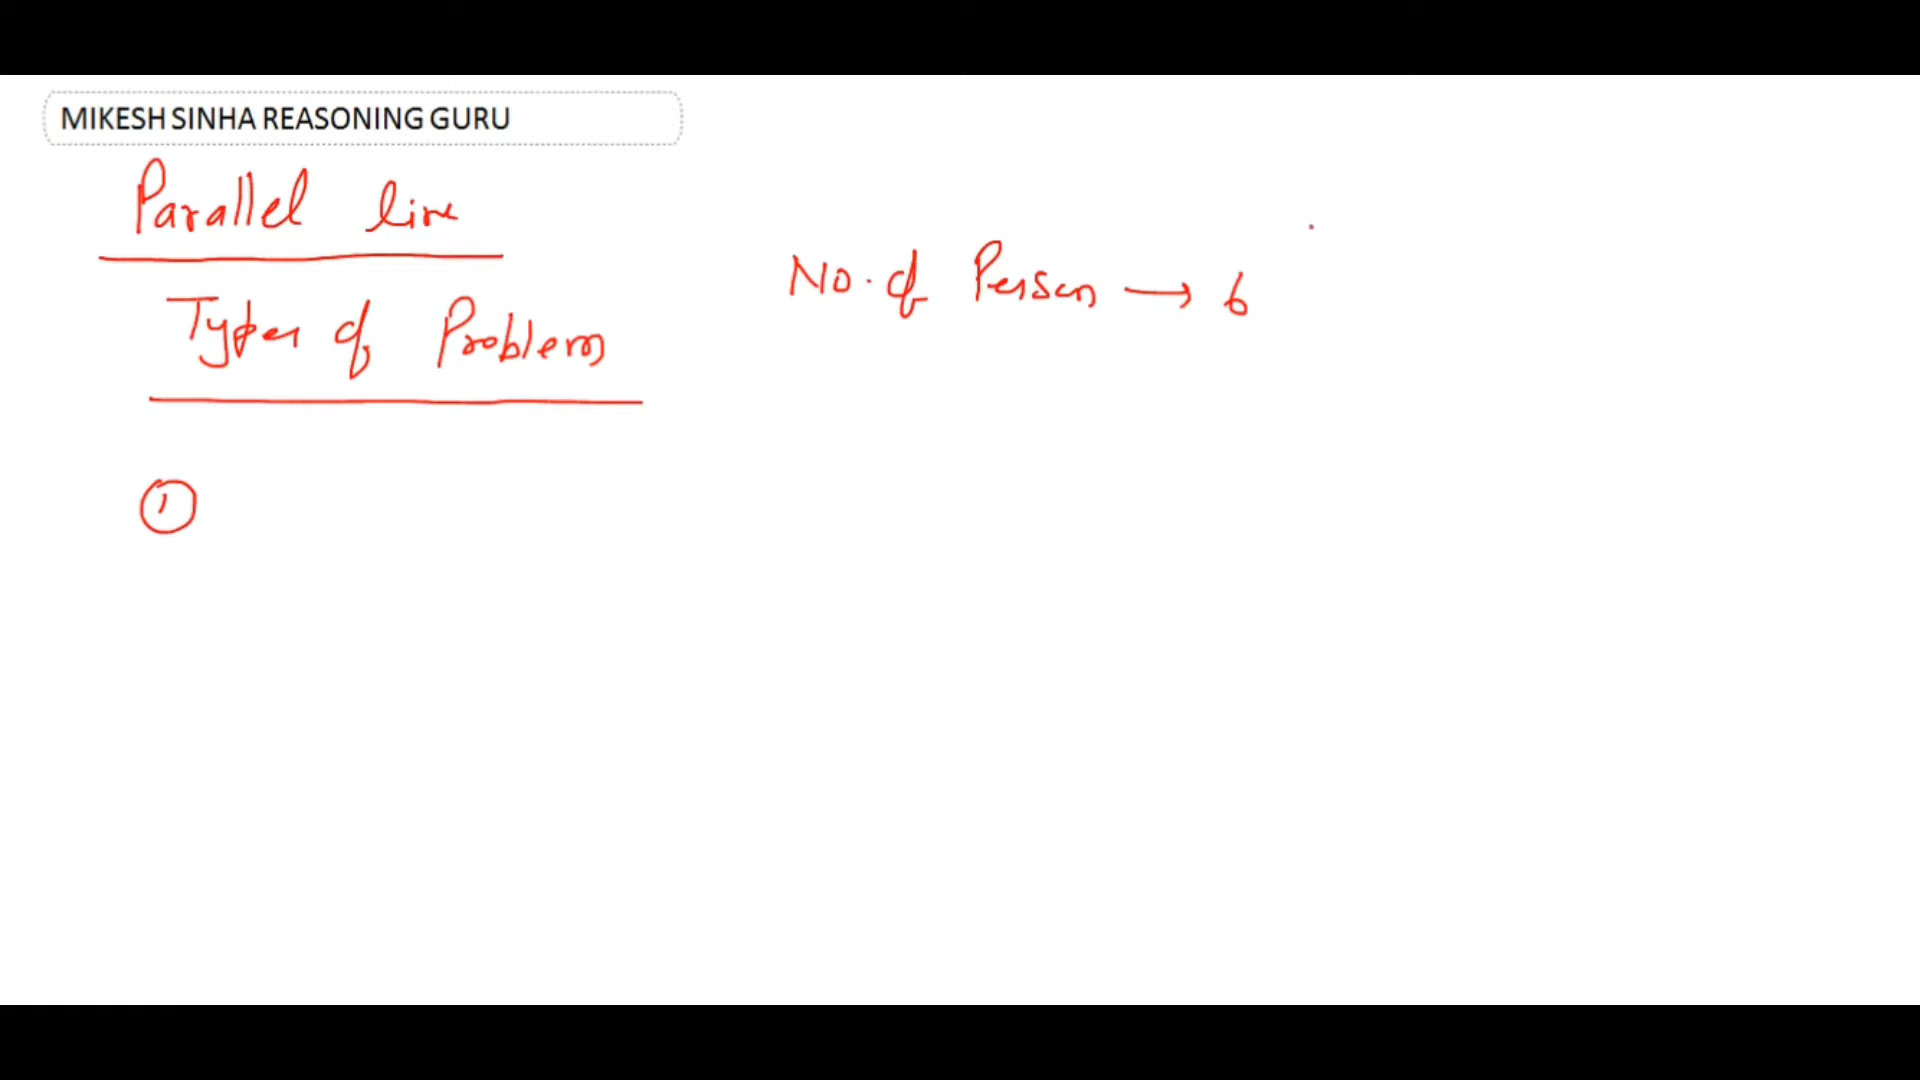 MIKESH SINHA REASONING GURU
Parallel line
Types of Problem
No. of Person → 6
①